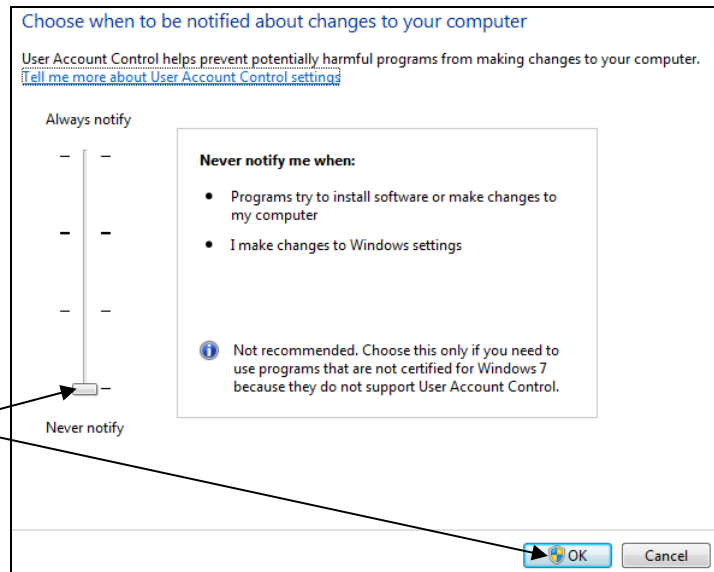 Choose when to be notified about changes to your computer
User Account Control helps prevent potentially harmful programs from making changes to your computer.
Tell me more about User Account Control settings
Always notify
Never notify me when:
• Programs try to install software or make changes to
my computer
• I make changes to Windows settings
Not recommended. Choose this only if you need to
use programs that are not certified for Windows 7
because they do not support User Account Control.
Never notify
OK Cancel